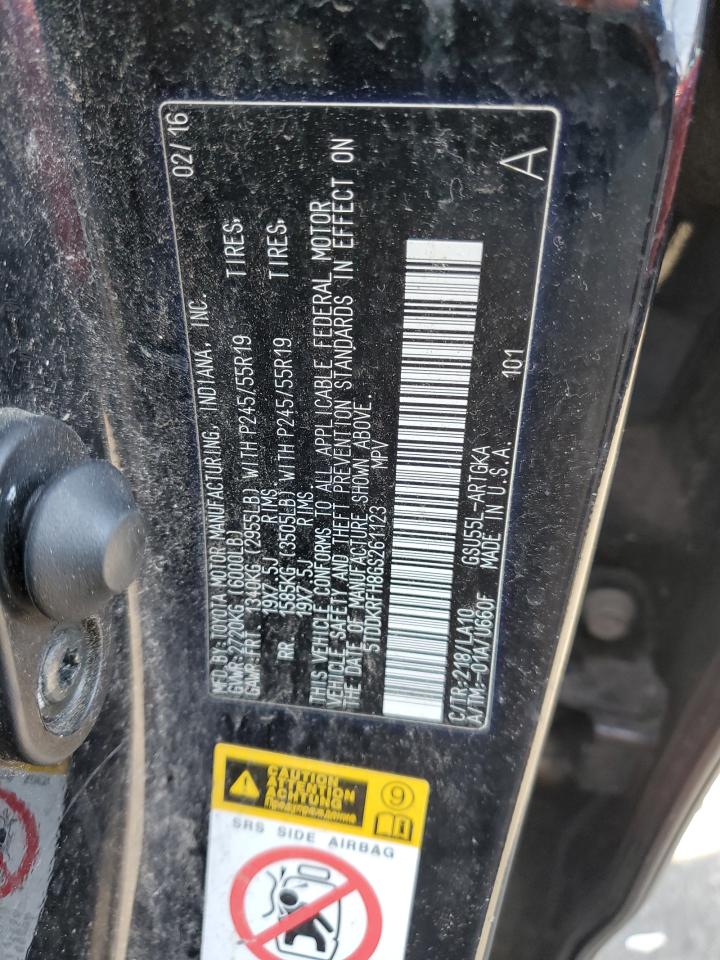 MFD. BY: TOYOTA MOTOR MANUFACTURING, INDIANA, INC. 02/16
GVWR: 2720KG (6000LB)
GAWR: FRT 1340KG (2955LB) WITH P245/55R19 TIRES,
19X7.5J RIMS
RR 1585KG (3505LB) WITH P245/55R19 TIRES,
19X7.5J RIMS
THIS VEHICLE CONFORMS TO ALL APPLICABLE FEDERAL MOTOR
VEHICLE SAFETY AND THEFT PREVENTION STANDARDS IN EFFECT ON
THE DATE OF MANUFACTURE SHOWN ABOVE.
5TDDKRFH8GS261123 MPV
C/TR:218/LA10 GSU55L-ARTGKA 101 A
A/TM:-01A/U660F MADE IN U.S.A.
CAUTION
ATTENTION
ACHTUNG
Предупреждение
9
SRS SIDE AIRBAG